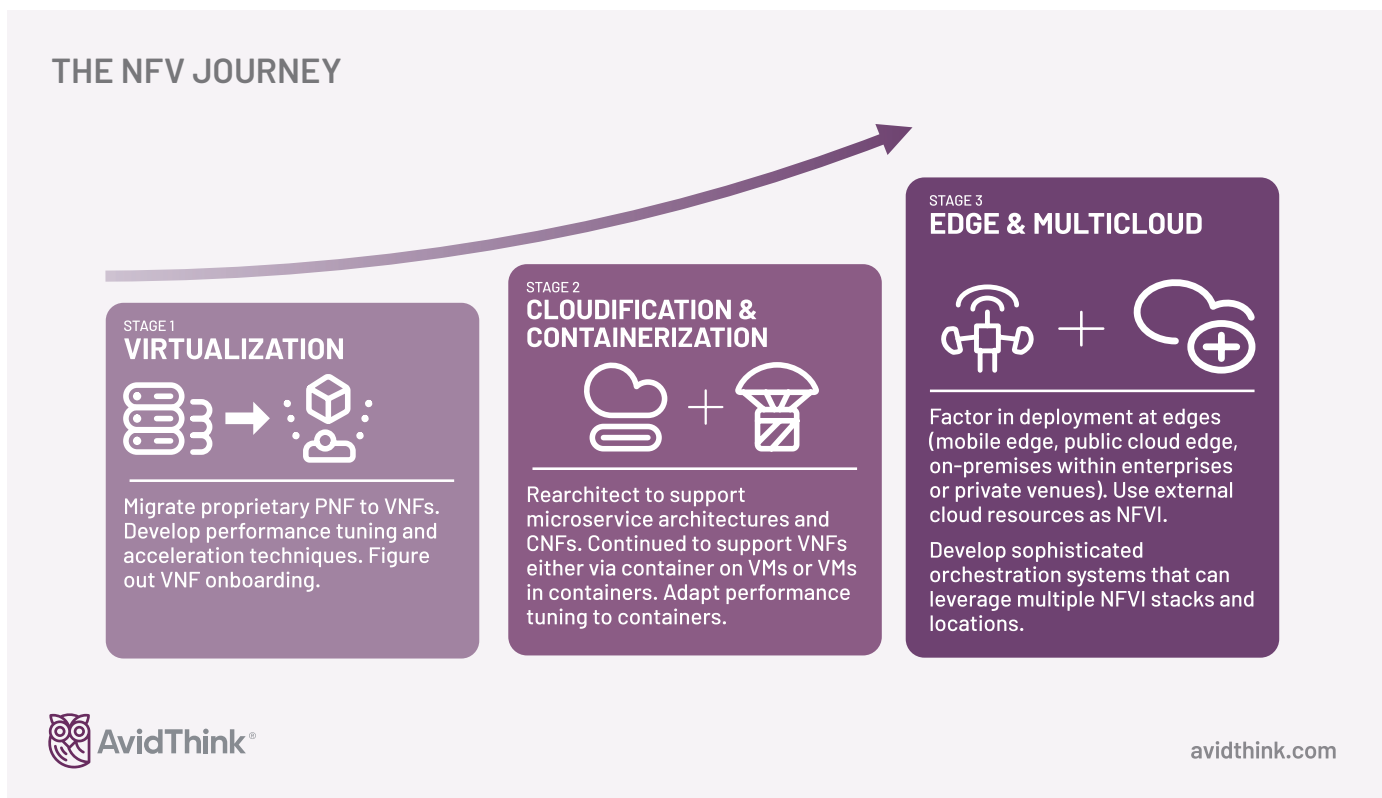 THE NFV JOURNEY
STAGE 1
VIRTUALIZATION
Migrate proprietary PNF to VNFs.
Develop performance tuning and
acceleration techniques. Figure
out VNF onboarding.
STAGE 2
CLOUDIFICATION &
CONTAINERIZATION
Rearchitect to support
microservice architectures and
CNFs. Continued to support VNFs
either via container on VMs or VMs
in containers. Adapt performance
tuning to containers.
STAGE 3
EDGE & MULTICLOUD
Factor in deployment at edges
(mobile edge, public cloud edge,
on-premises within enterprises
or private venues). Use external
cloud resources as NFVI.
Develop sophisticated
orchestration systems that can
leverage multiple NFVI stacks and
locations.
AvidThink®
avidthink.com